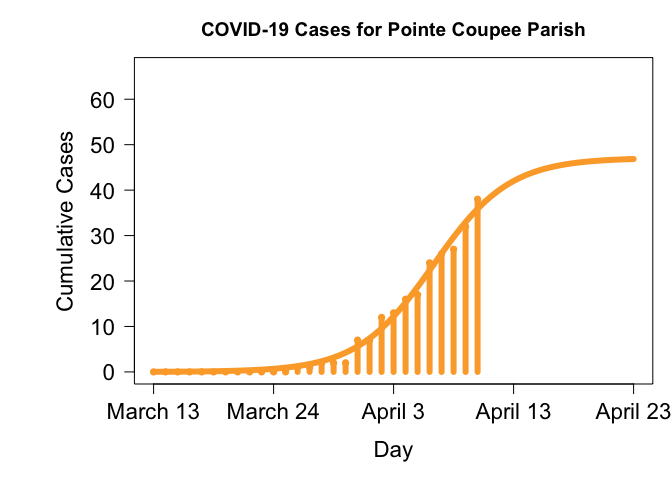 COVID-19 Cases for Pointe Coupee Parish
Cumulative Cases
60
50
40
30
20
10
0
March 13
March 24
April 3
April 13
April 23
Day